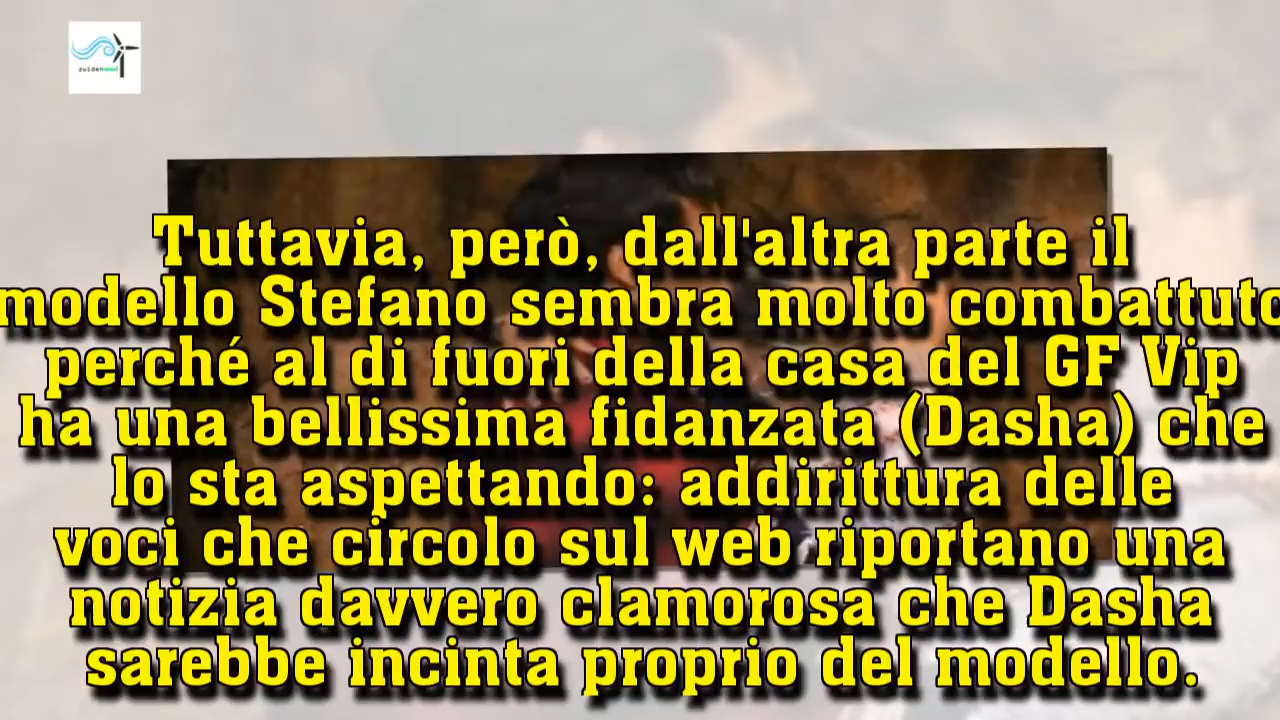 zuidenwind
Tuttavia, però, dall'altra parte il
modello Stefano sembra molto combattuto
perché al di fuori della casa del GF Vip
ha una bellissima fidanzata (Dasha) che
lo sta aspettando: addirittura delle
voci che circolo sul web riportano una
notizia davvero clamorosa che Dasha
sarebbe incinta proprio del modello.